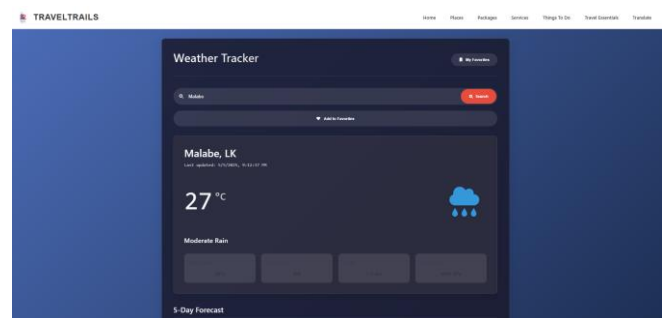 TRAVELTRAILS
Home Places Packages Services Things To Do Travel Essentials Translate
Weather Tracker
My Favorites
Malabe
Search
Add to Favorites
Malabe, LK
27 °C
Moderate Rain
5-Day Forecast